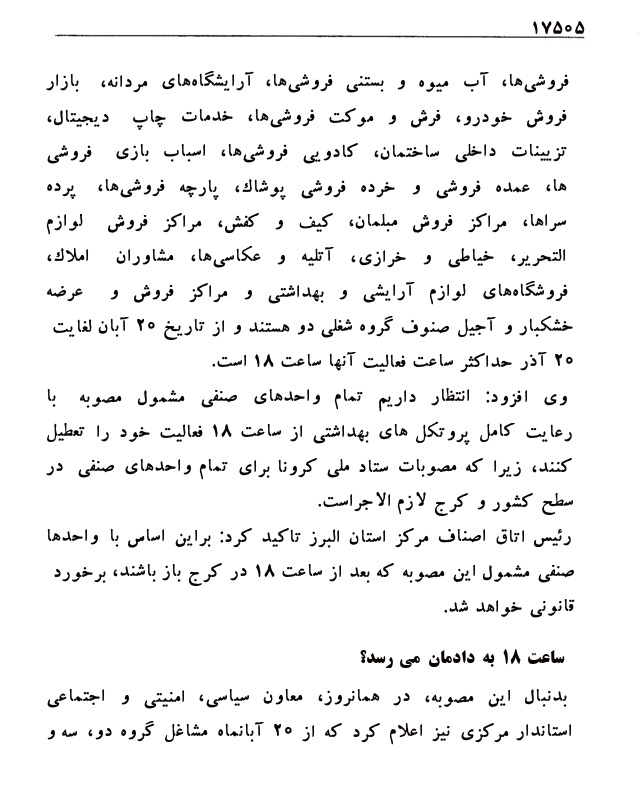 ۱۷۵۰۵
فروشی‌ها، آب میوه و بستنی فروشی‌ها، آرایشگاه‌های مردانه، بازار
فروش خودرو، فرش و موکت فروشی‌ها، خدمات چاپ دیجیتال،
تزیینات داخلی ساختمان، کادویی فروشی‌ها، اسباب بازی فروشی
ها، عمده فروشی و خرده فروشی پوشاك، پارچه فروشی‌ها، پرده
سراها، مراکز فروش مبلمان، کیف و کفش، مراکز فروش لوازم
التحریر، خیاطی و خرازی، آتلیه و عکاسی‌ها، مشاوران املاك،
فروشگاه‌های لوازم آرایشی و بهداشتی و مراکز فروش و عرضه
خشکبار و آجیل صنوف گروه شغلی دو هستند و از تاریخ ۲۰ آبان لغایت
۲۰ آذر حداکثر ساعت فعالیت آنها ساعت ۱۸ است.
وی افزود: انتظار داریم تمام واحدهای صنفی مشمول مصوبه با
رعایت کامل پروتکل های بهداشتی از ساعت ۱۸ فعالیت خود را تعطیل
کنند، زیرا که مصوبات ستاد ملی کرونا برای تمام واحدهای صنفی در
سطح کشور و کرج لازم الاجراست.
رئیس اتاق اصناف مرکز استان البرز تاکید کرد: براین اساس با واحدها
صنفی مشمول این مصوبه که بعد از ساعت ۱۸ در کرج باز باشند، برخورد
قانونی خواهد شد.
ساعت ۱۸ به دادمان می رسد؟
بدنبال این مصوبه، در همانروز، معاون سیاسی، امنیتی و اجتماعی
استاندار مرکزی نیز اعلام کرد که از ۲۰ آبانماه مشاغل گروه دو، سه و